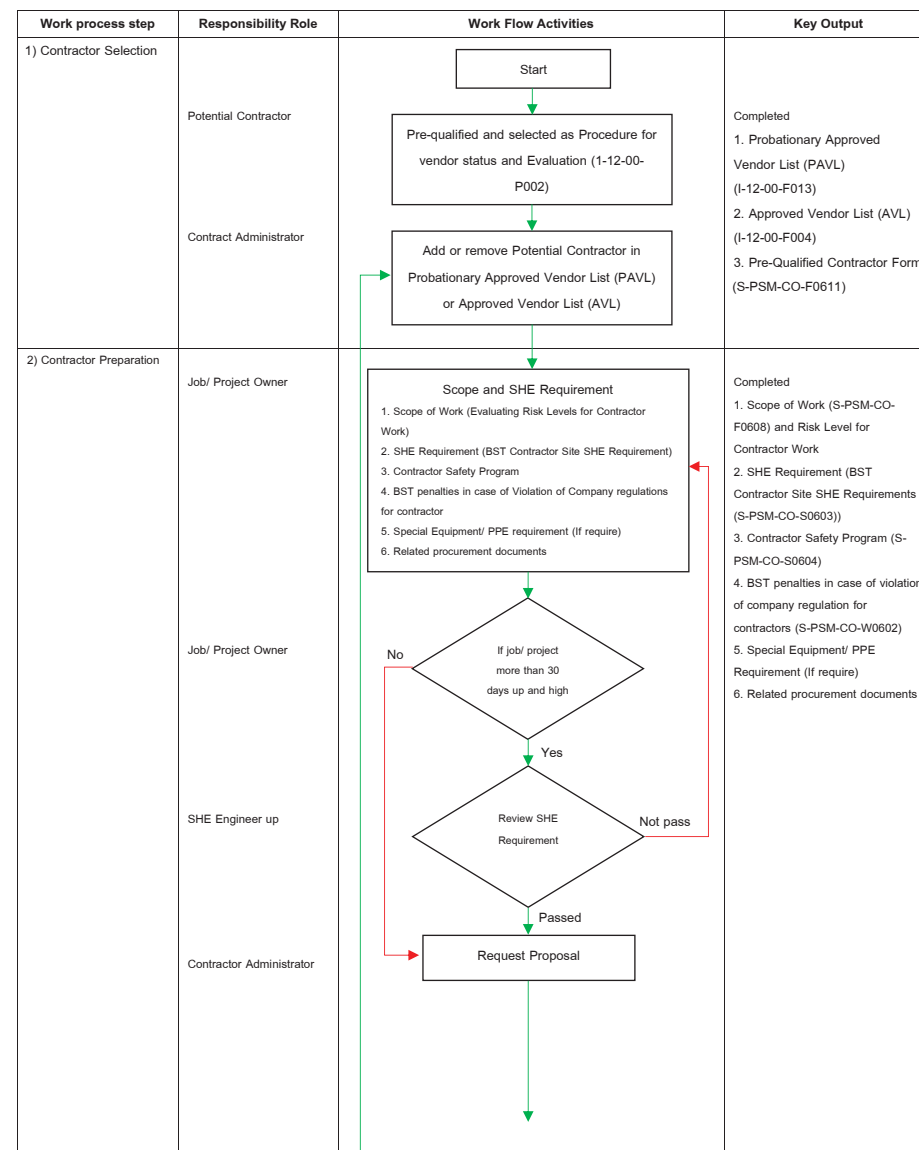 Work process step
Responsibility Role
Work Flow Activities
Key Output
1) Contractor Selection
Start
Potential Contractor
Pre-qualified and selected as Procedure for
vendor status and Evaluation (1-12-00-
P002)
Contract Administrator
Add or remove Potential Contractor in
Probationary Approved Vendor List (PAVL)
or Approved Vendor List (AVL)
Completed
1. Probationary Approved
Vendor List (PAVL)
(I-12-00-F013)
2. Approved Vendor List (AVL)
(I-12-00-F004)
3. Pre-Qualified Contractor Form
(S-PSM-CO-F0611)
2) Contractor Preparation
Job/ Project Owner
Scope and SHE Requirement
1. Scope of Work (Evaluating Risk Levels for Contractor
Work)
2. SHE Requirement (BST Contractor Site SHE Requirement)
3. Contractor Safety Program
4. BST penalties in case of Violation of Company regulations
for contractor
5. Special Equipment/ PPE requirement (If require)
6. Related procurement documents
Completed
1. Scope of Work (S-PSM-CO-
F0608) and Risk Level for
Contractor Work
2. SHE Requirement (BST
Contractor Site SHE Requirements
(S-PSM-CO-S0603))
3. Contractor Safety Program (S-
PSM-CO-S0604)
4. BST penalties in case of violation
of company regulation for
contractors (S-PSM-CO-W0602)
5. Special Equipment/ PPE
Requirement (If require)
6. Related procurement documents
Job/ Project Owner
No
If job/ project
more than 30
days up and high
Yes
SHE Engineer up
Review SHE
Requirement
Not pass
Passed
Contractor Administrator
Request Proposal